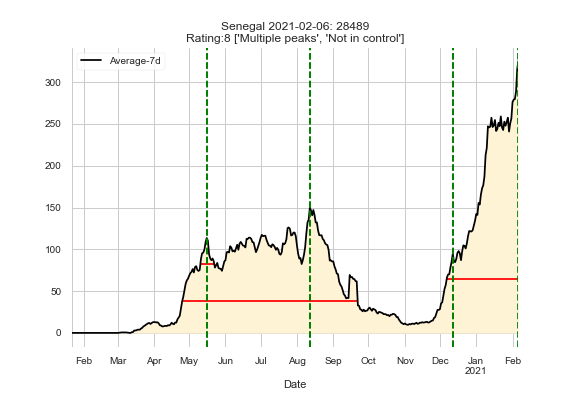 Senegal 2021-02-06: 28489
Rating:8 ['Multiple peaks', 'Not in control']
Average-7d
300
250
200
150
100
50
0
Feb Mar Apr May Jun Jul Aug Sep Oct Nov Dec Jan Feb
2021
Date